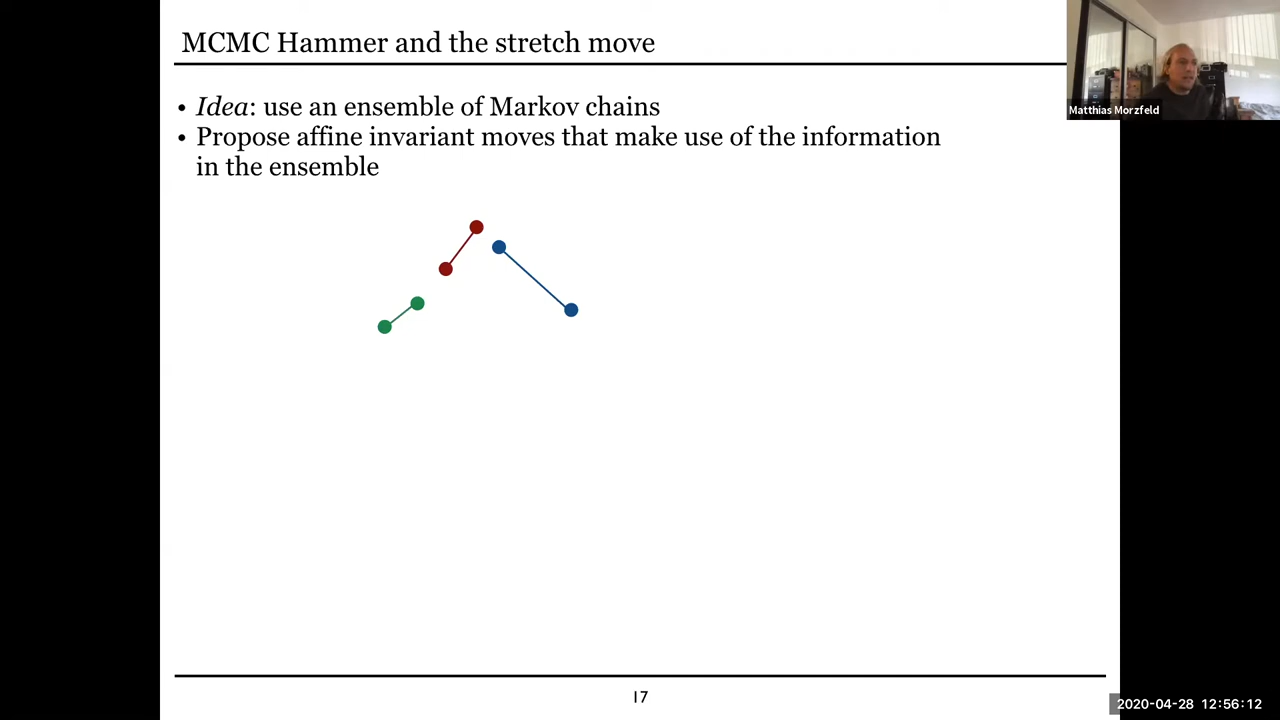 MCMC Hammer and the stretch move
• Idea: use an ensemble of Markov chains
• Propose affine invariant moves that make use of the information
in the ensemble
Matthias Morzfeld
17
2020-04-28 12:56:12